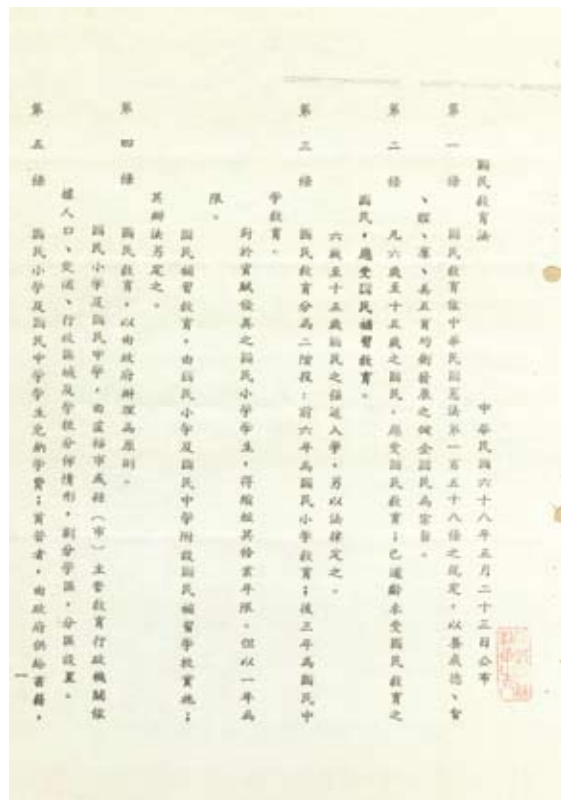 國民教育法
中華民國六十八年五月二十三日公布
第一條　國民教育依中華民國憲法第一百五十八條之規定，以養成德、智
、體、羣、美五育均衡發展之健全國民為宗旨。
第二條　凡六歲至十五歲之國民，應受國民教育；已逾齡未受國民教育之
國民，應受國民補習教育。
六歲至十五歲國民之強迫入學，另以法律定之。
第三條　國民教育分為二階段：前六年為國民小學教育；後三年為國民中
學教育。
對於資賦優異之國民小學學生，得縮短其修業年限。但以一年為
限。
國民補習教育，由國民小學及國民中學附設國民補習學校實施；
其辦法另定之。
第四條　國民教育，以由政府辦理為原則。
國民小學及國民中學，由直轄市或縣（市）主管教育行政機關依
據人口、交通、行政區域及學校分佈情形，劃分學區，分區設置。
第五條　國民小學及國民中學學生免納學費；貧苦者，由政府供給書籍，
一